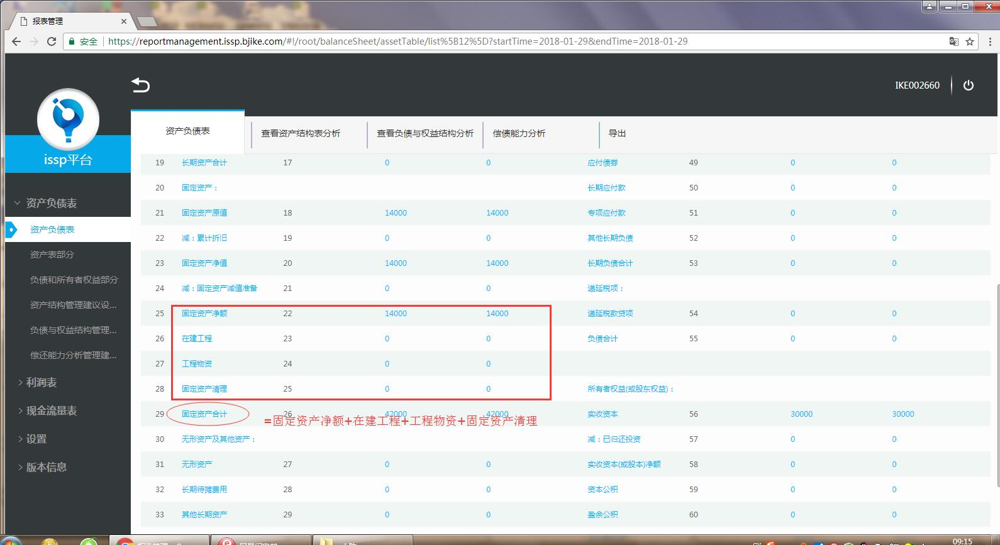 报表管理
安全 https://reportmanagement.issp.bjike.com/#!/root/balanceSheet/assetTable/list%5B12%5D?startTime=2018-01-29&endTime=2018-01-29
IKE002660
issp平台
资产负债表 查看资产结构表分析 查看负债与权益结构分析 偿债能力分析 导出
资产负债表
资产负债表
资产表部分
负债和所有者权益部分
资产结构管理建议设...
负债与权益结构管理...
偿还能力分析管理建...
利润表
现金流量表
设置
版本信息
19 长期资产合计 17 0 0 应付债券 49 0 0
20 固定资产： 长期应付款 50 0 0
21 固定资产原值 18 14000 14000 专项应付款 51 0 0
22 减：累计折旧 19 0 0 其他长期负债 52 0 0
23 固定资产净值 20 14000 14000 长期负债合计 53 0 0
24 减：固定资产减值准备 21 0 0 递延税项：
25 固定资产净额 22 14000 14000 递延税款贷项 54 0 0
26 在建工程 23 0 0 负债合计 55 0 0
27 工程物资 24 0 0
28 固定资产清理 25 0 0 所有者权益(或股东权益)：
29 固定资产合计 26 42000 42000 实收资本 56 30000 30000
=固定资产净额+在建工程+工程物资+固定资产清理
30 无形资产及其他资产： 减：已归还投资 57 0 0
31 无形资产 27 0 0 实收资本(或股本)净额 58 0 0
32 长期待摊费用 28 0 0 资本公积 59 0 0
33 其他长期资产 29 0 0 盈余公积 60 0 0
09:15